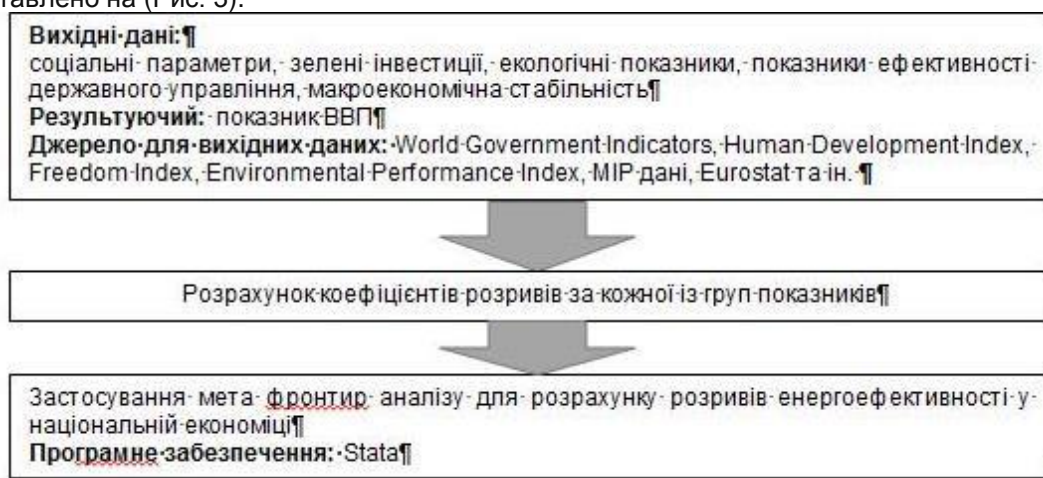 тавлено на (Рис. 3).
Вихідні·дані:¶
соціальні· параметри,· зелені·інвестиції,· екологічні·показники,·показники·ефективності·
державного·управління,·макроекономічна·стабільність¶
Результуючий:··показник·ВВП¶
Джерело·для·вихідних·даних:·World·Government·Indicators,·Human·Development·Index,·
Freedom·Index,·Environmental·Performance·Index,·МІР·дані,·Eurostat·та·ін.·¶
Розрахунок·коефіцієнтів·розривів·за·кожної·із·груп·показників¶
Застосування· мета· фронтир· аналізу· для· розрахунку· розривів· енергоефективності·у·
національній·економіці¶
Програмне·забезпечення:·Stata¶